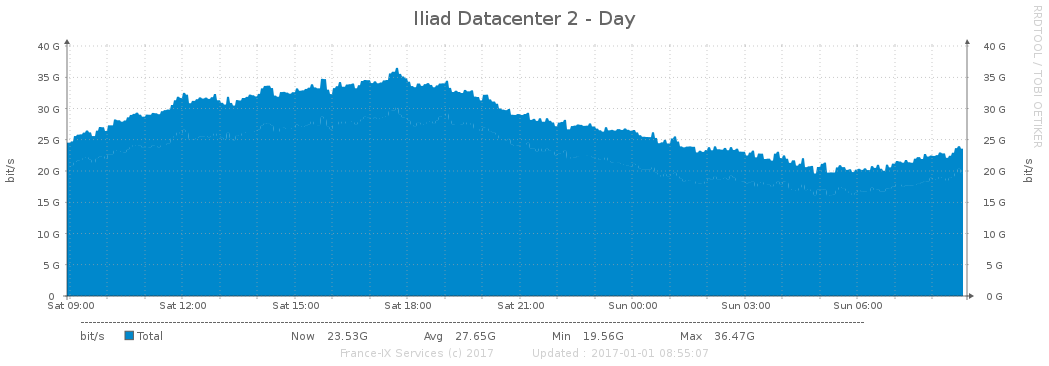 Iliad Datacenter 2 - Day
RRDTOOL / TOBI OETIKER
40 G 40 G
35 G 35 G
30 G 30 G
25 G 25 G
20 G 20 G
15 G 15 G
10 G 10 G
5 G 5 G
0 0 G
bit/s bit/s
Sat 09:00 Sat 12:00 Sat 15:00 Sat 18:00 Sat 21:00 Sun 00:00 Sun 03:00 Sun 06:00
bit/s Total Now 23.53G Avg 27.65G Min 19.56G Max 36.47G
France-IX Services (c) 2017 Updated : 2017-01-01 08:55:07